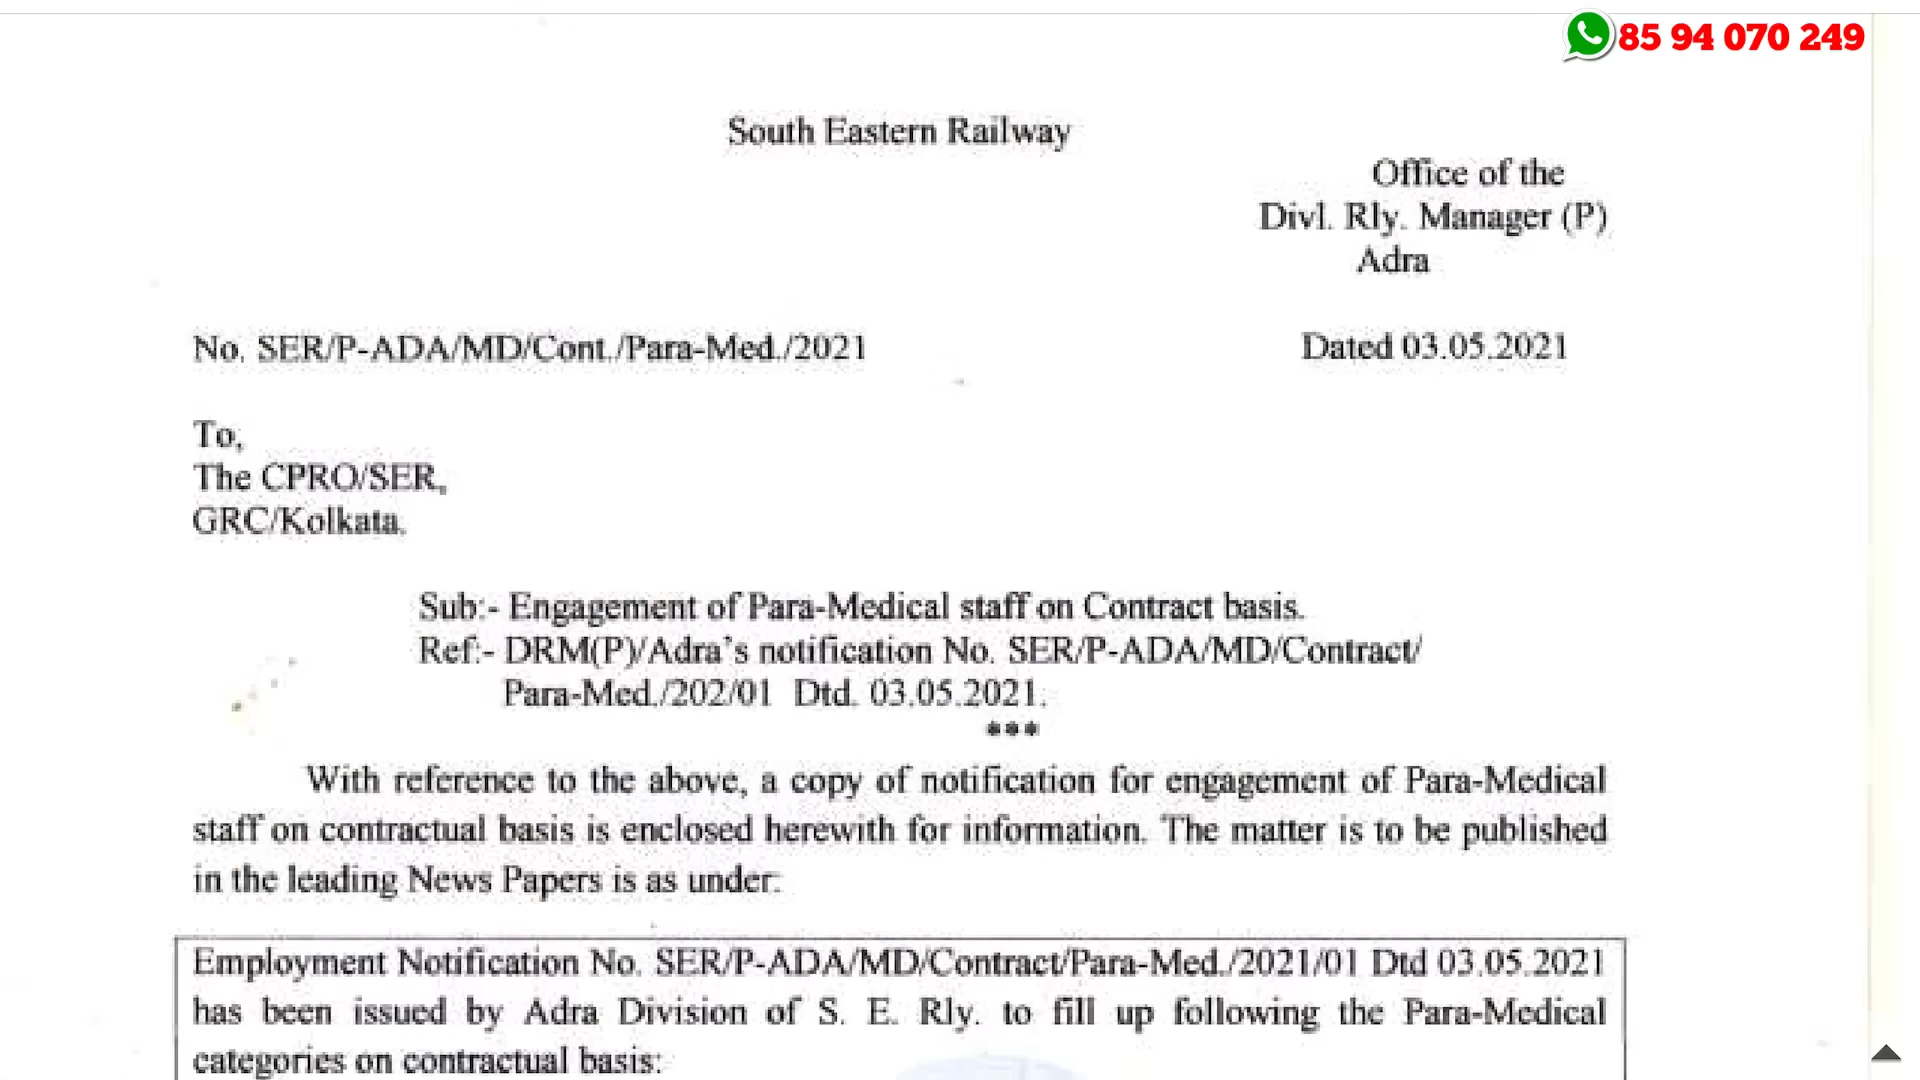 85 94 070 249
South Eastern Railway
Office of the
Divl. Rly. Manager (P)
Adra
No. SER/P-ADA/MD/Cont./Para-Med./2021
Dated 03.05.2021
To,
The CPRO/SER,
GRC/Kolkata.
Sub:- Engagement of Para-Medical staff on Contract basis.
Ref:- DRM(P)/Adra's notification No. SER/P-ADA/MD/Contract/
Para-Med./202/01 Dtd. 03.05.2021.
***
With reference to the above, a copy of notification for engagement of Para-Medical
staff on contractual basis is enclosed herewith for information. The matter is to be published
in the leading News Papers is as under:
Employment Notification No. SER/P-ADA/MD/Contract/Para-Med./2021/01 Dtd 03.05.2021
has been issued by Adra Division of S. E. Rly. to fill up following the Para-Medical
categories on contractual basis: